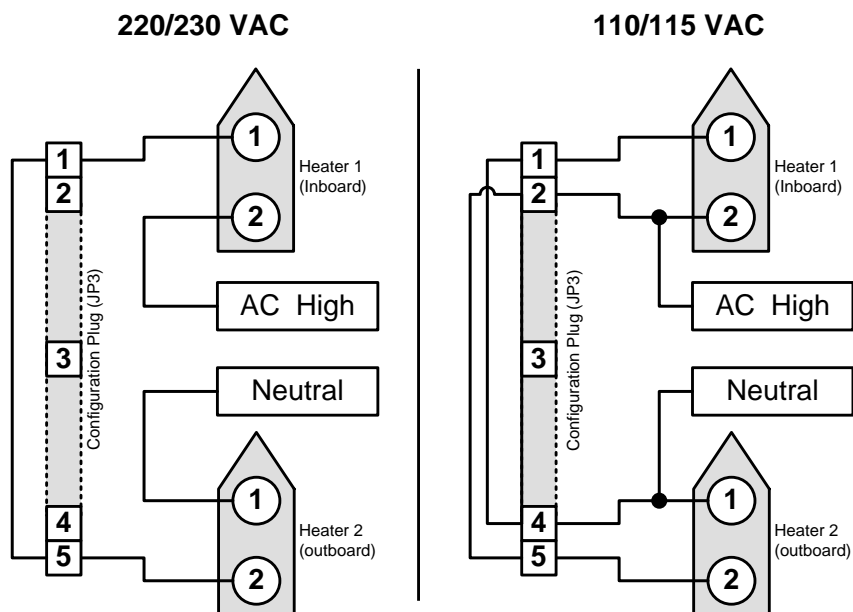 220/230 VAC
1
2
3
4
5
Configuration Plug (JP3)
1
2
Heater 1
(Inboard)
AC High
Neutral
1
2
Heater 2
(outboard)
110/115 VAC
1
2
3
4
5
Configuration Plug (JP3)
1
2
Heater 1
(Inboard)
AC High
Neutral
1
2
Heater 2
(outboard)